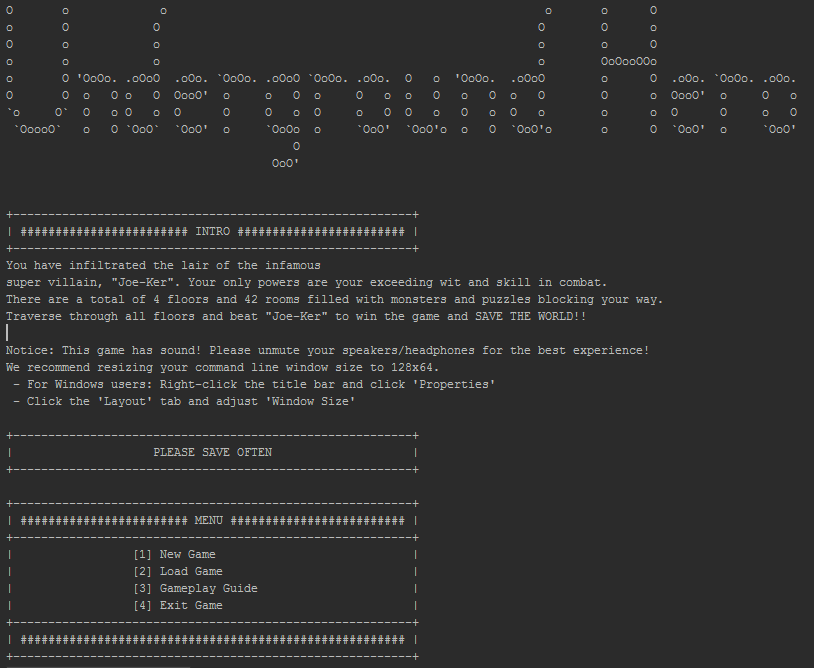 Underground Hero
######################## INTRO ########################
You have infiltrated the lair of the infamous
super villain, "Joe-Ker". Your only powers are your exceeding wit and skill in combat.
There are a total of 4 floors and 42 rooms filled with monsters and puzzles blocking your way.
Traverse through all floors and beat "Joe-Ker" to win the game and SAVE THE WORLD!!
Notice: This game has sound! Please unmute your speakers/headphones for the best experience!
We recommend resizing your command line window size to 128x64.
- For Windows users: Right-click the title bar and click 'Properties'
- Click the 'Layout' tab and adjust 'Window Size'
PLEASE SAVE OFTEN
######################## MENU #########################
[1] New Game
[2] Load Game
[3] Gameplay Guide
[4] Exit Game
#######################################################